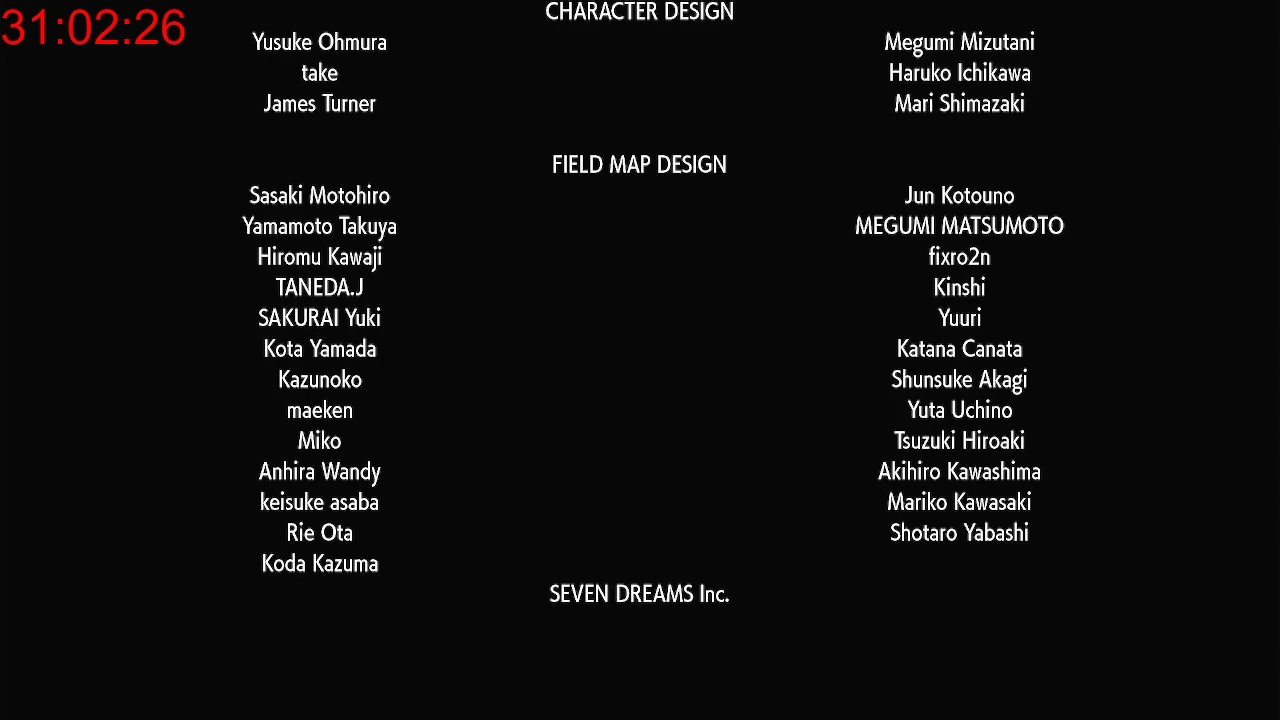 31:02:26
CHARACTER DESIGN
Yusuke Ohmura Megumi Mizutani
take Haruko Ichikawa
James Turner Mari Shimazaki
FIELD MAP DESIGN
Sasaki Motohiro Jun Kotouno
Yamamoto Takuya MEGUMI MATSUMOTO
Hiromu Kawaji fixro2n
TANEDA.J Kinshi
SAKURAI Yuki Yuuri
Kota Yamada Katana Canata
Kazunoko Shunsuke Akagi
maeken Yuta Uchino
Miko Tsuzuki Hiroaki
Anhira Wandy Akihiro Kawashima
keisuke asaba Mariko Kawasaki
Rie Ota Shotaro Yabashi
Koda Kazuma
SEVEN DREAMS Inc.